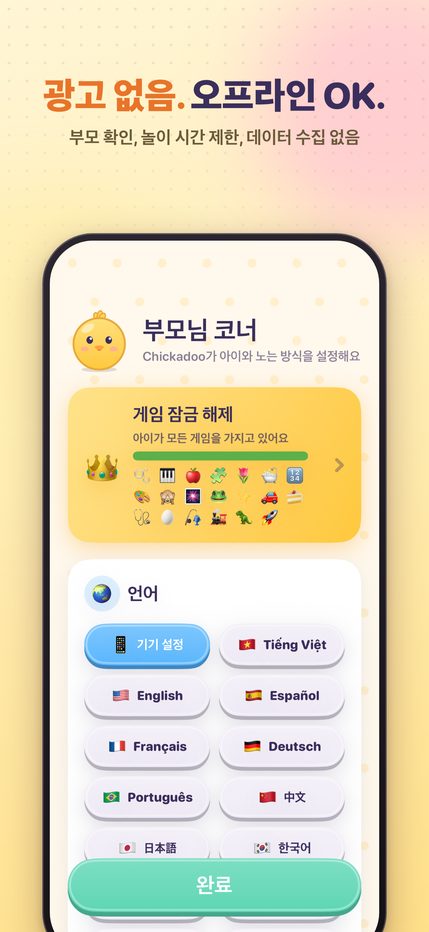 광고 없음. 오프라인 OK.
부모 확인, 놀이 시간 제한, 데이터 수집 없음
부모님 코너
Chickadoo가 아이와 노는 방식을 설정해요
게임 잠금 해제
아이가 모든 게임을 가지고 있어요
1 2
3 4
언어
기기 설정
Tiếng Việt
English
Español
Français
Deutsch
Português
中文
日本語
한국어
완료